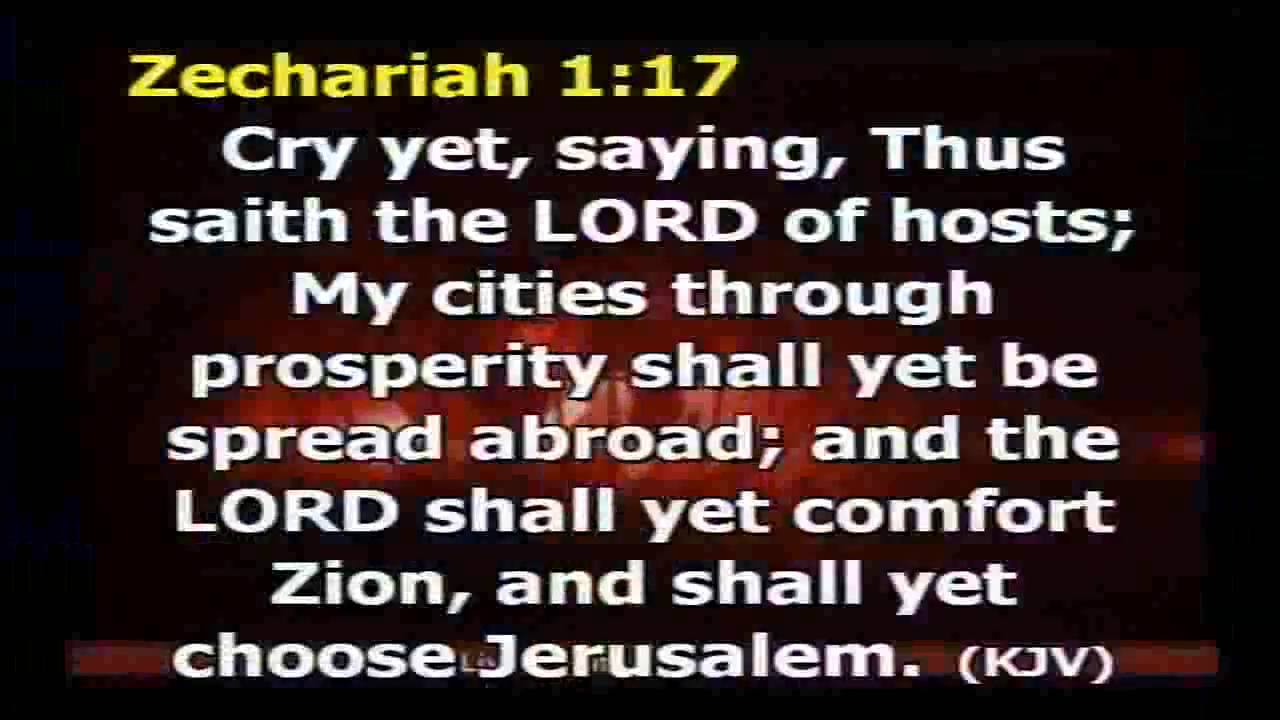 Zechariah 1:17
Cry yet, saying, Thus
saith the LORD of hosts;
My cities through
prosperity shall yet be
spread abroad; and the
LORD shall yet comfort
Zion, and shall yet
choose Jerusalem. (KJV)